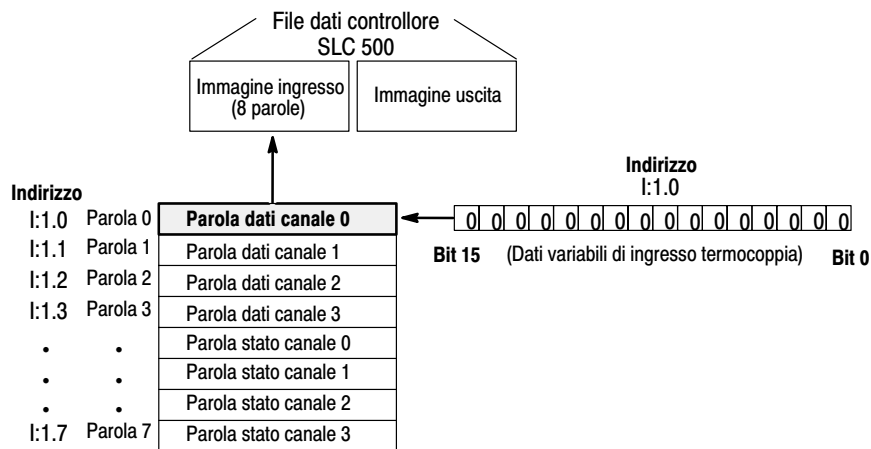 File dati controllore
SLC 500
Immagine ingresso
(8 parole)
Immagine uscita
Indirizzo
I:1.0
Indirizzo
I:1.0 Parola 0 Parola dati canale 0
0 0 0 0 0 0 0 0 0 0 0 0 0 0 0 0
I:1.1 Parola 1 Parola dati canale 1
Bit 15 (Dati variabili di ingresso termocoppia) Bit 0
I:1.2 Parola 2 Parola dati canale 2
I:1.3 Parola 3 Parola dati canale 3
. . Parola stato canale 0
. . Parola stato canale 1
. . Parola stato canale 2
I:1.7 Parola 7 Parola stato canale 3